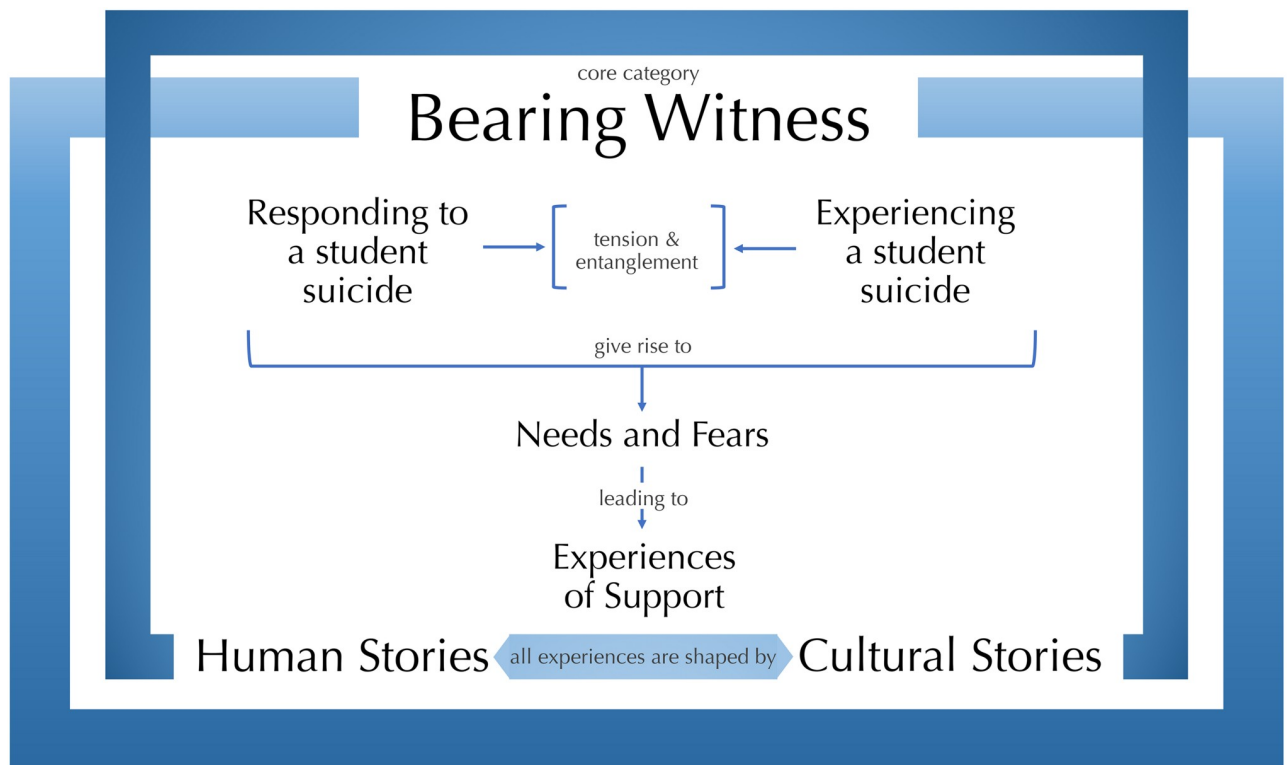 core category
Bearing Witness
Responding to
a student
suicide
tension &
entanglement
Experiencing
a student
suicide
give rise to
Needs and Fears
leading to
Experiences
of Support
Human Stories
all experiences are shaped by
Cultural Stories